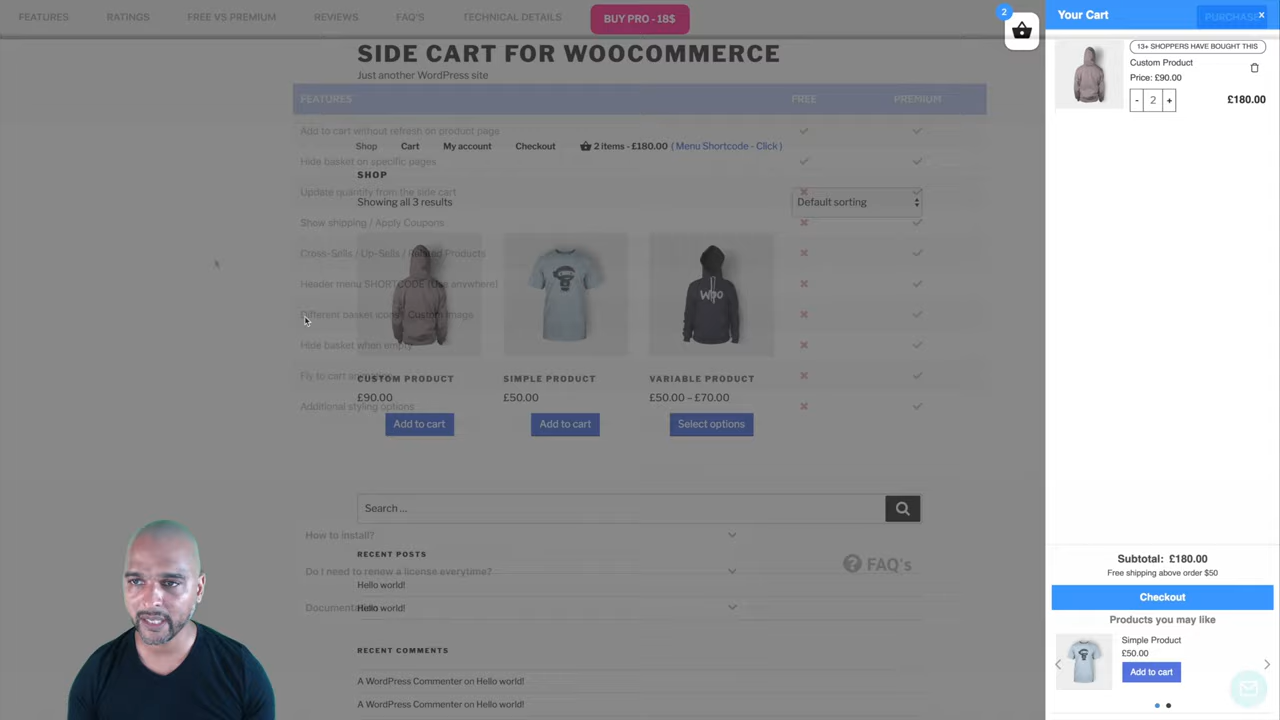 FEATURES RATINGS FREE VS PREMIUM REVIEWS FAQ'S TECHNICAL DETAILS BUY PRO - 18$
2
Your Cart PURCHASE x
SIDE CART FOR WOOCOMMERCE
Just another WordPress site
13+ SHOPPERS HAVE BOUGHT THIS
Custom Product
Price: £90.00
- 2 + £180.00
FEATURES FREE PREMIUM
Add to cart without refresh on product page
Shop Cart My account Checkout 2 items - £180.00 ( Menu Shortcode - Click )
Hide basket on specific pages
SHOP
Update quantity from the side cart
Showing all 3 results Default sorting
Show shipping / Apply Coupons
Cross-Sells / Up-Sells / Related Products
Header menu SHORTCODE (Use anywhere)
Woo
Different basket icons / Custom image
Hide basket when empty
Fly to cart animation
CUSTOM PRODUCT SIMPLE PRODUCT VARIABLE PRODUCT
£90.00 £50.00 £50.00 – £70.00
Additional styling options
Add to cart Add to cart Select options
Search …
How to install?
RECENT POSTS
FAQ's
Do I need to renew a license everytime?
Hello world!
Hello world!
RECENT COMMENTS
A WordPress Commenter on Hello world!
A WordPress Commenter on Hello world!
Subtotal: £180.00
Free shipping above order $50
Checkout
Products you may like
Simple Product
£50.00
Add to cart